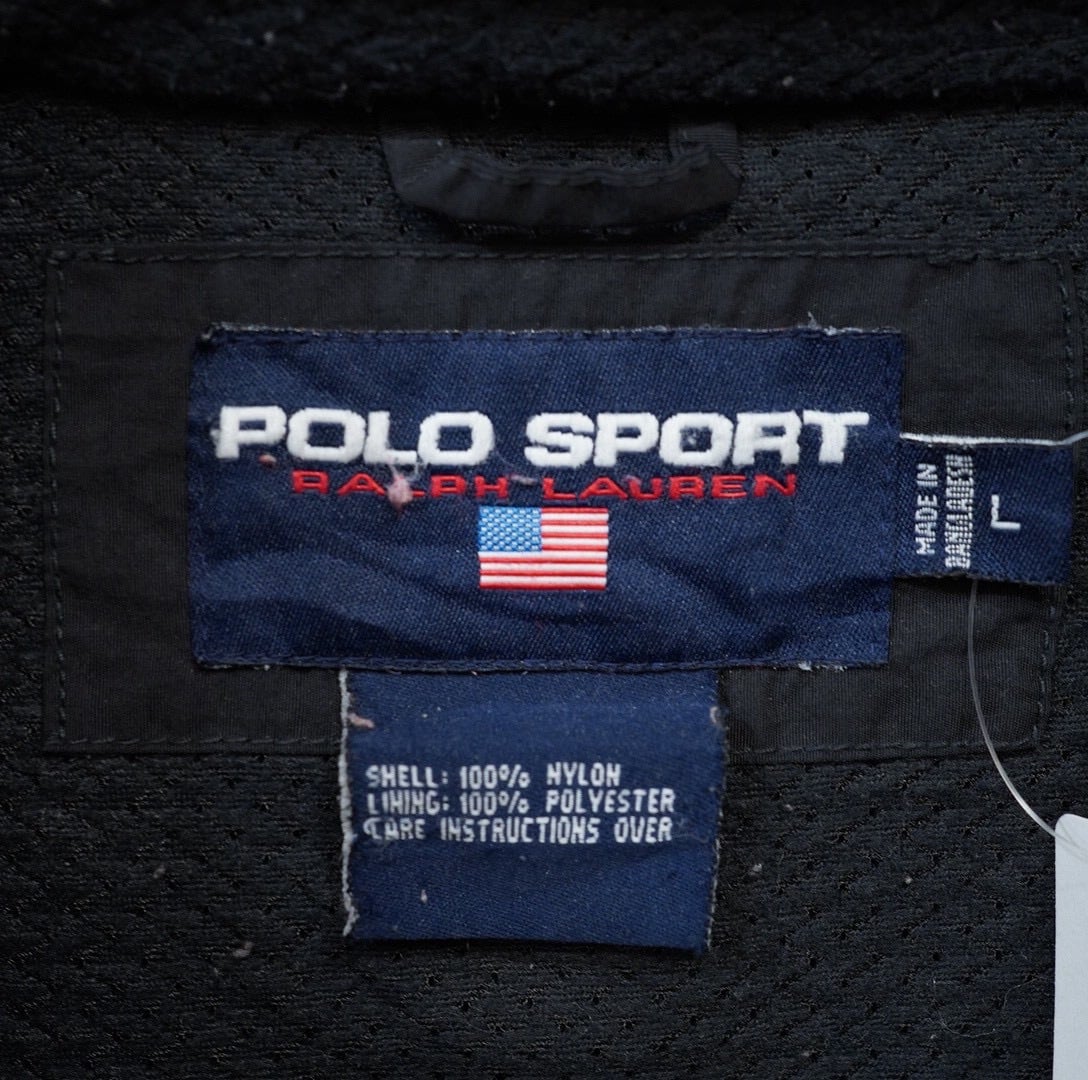 POLO SPORT
RALPH LAUREN
MADE IN
BANGLADESH
L
SHELL: 100% NYLON
LINING: 100% POLYESTER
CARE INSTRUCTIONS OVER